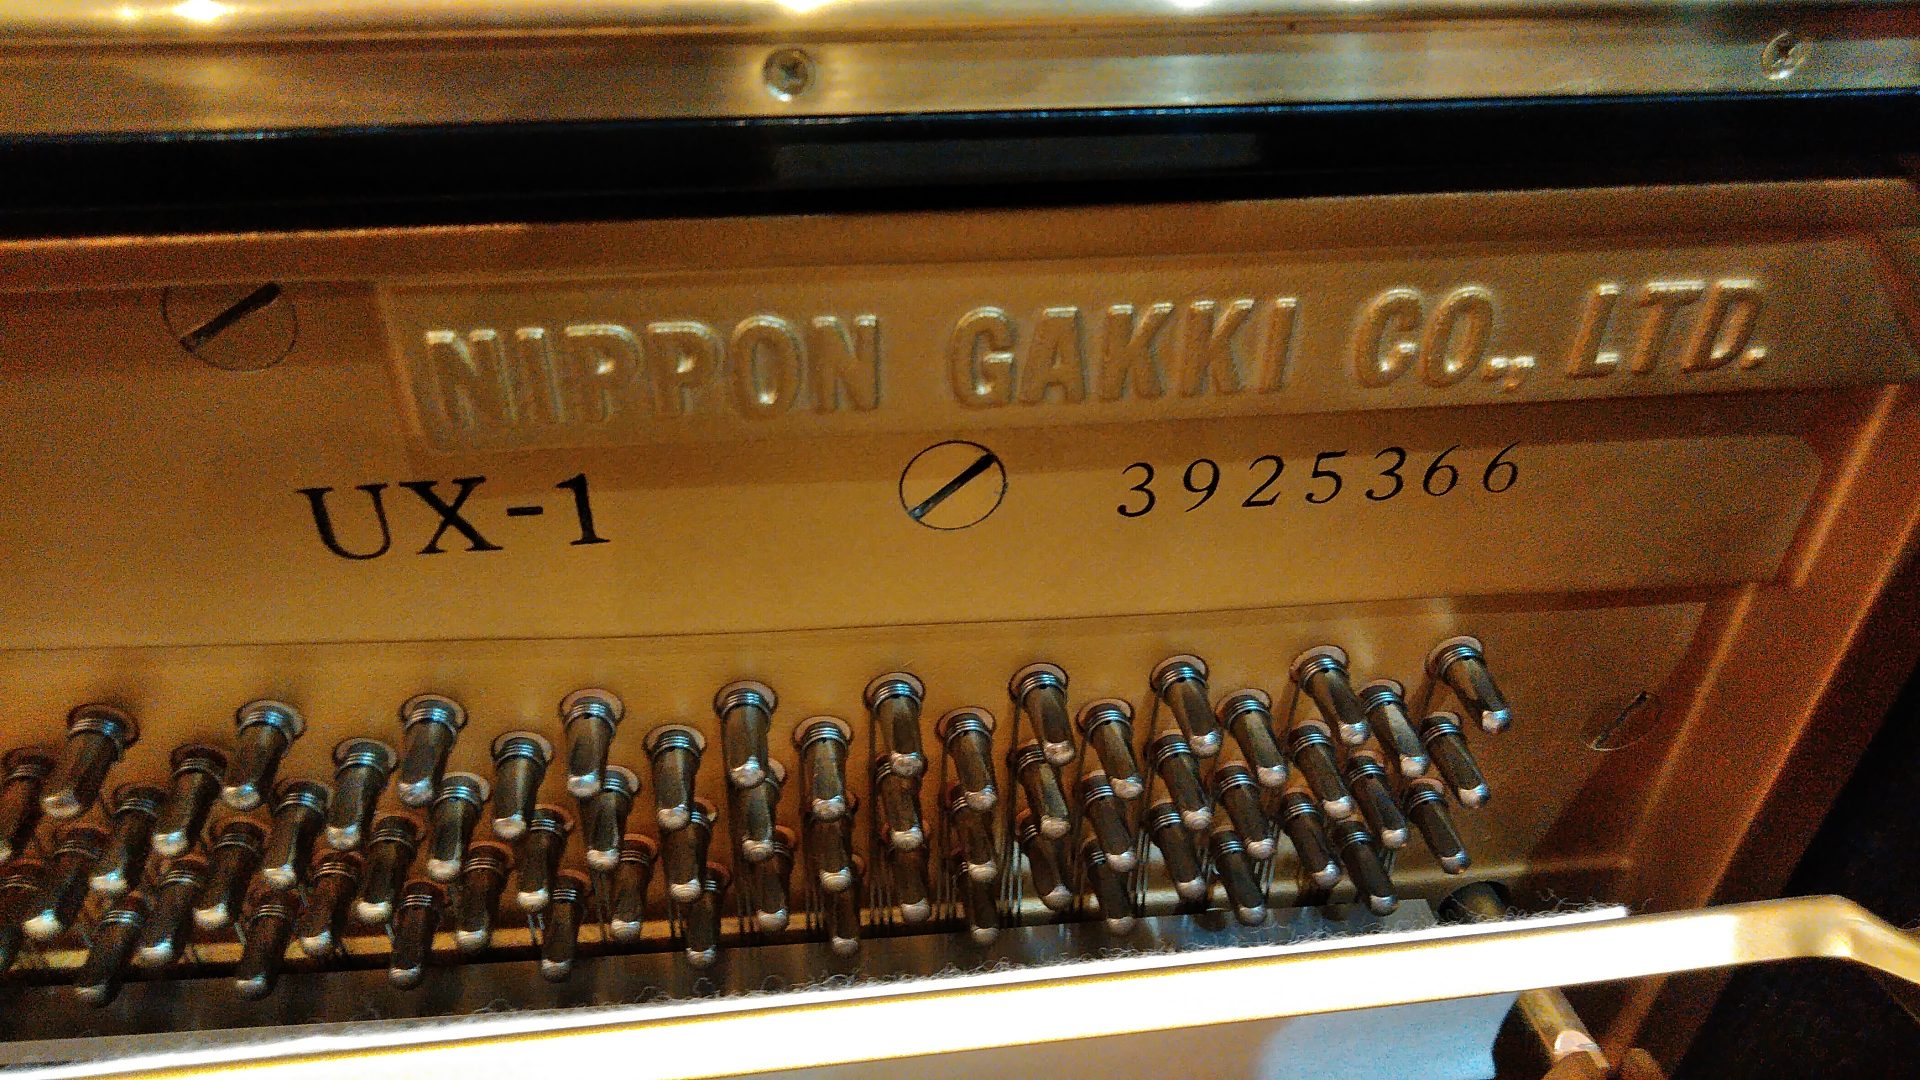 NIPPON GAKKI CO., LTD.
UX-1 3925366